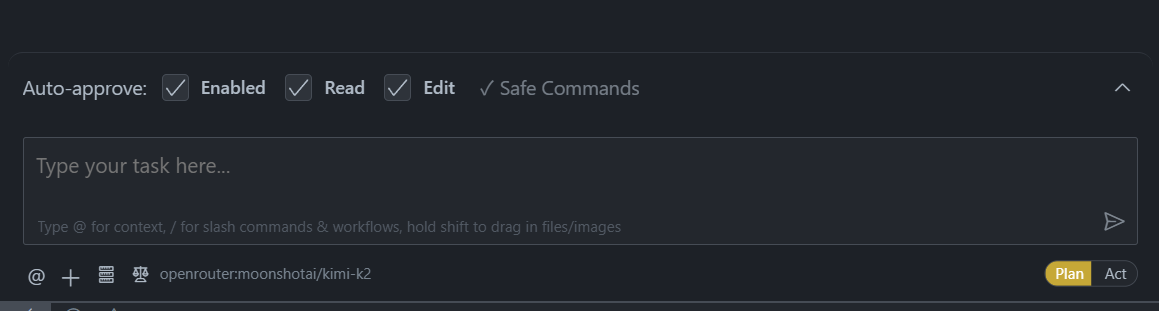 Auto-approve: Enabled Read Edit ✓ Safe Commands
Type your task here...
Type @ for context, / for slash commands & workflows, hold shift to drag in files/images
@ + openrouter:moonshotai/kimi-k2 Plan Act